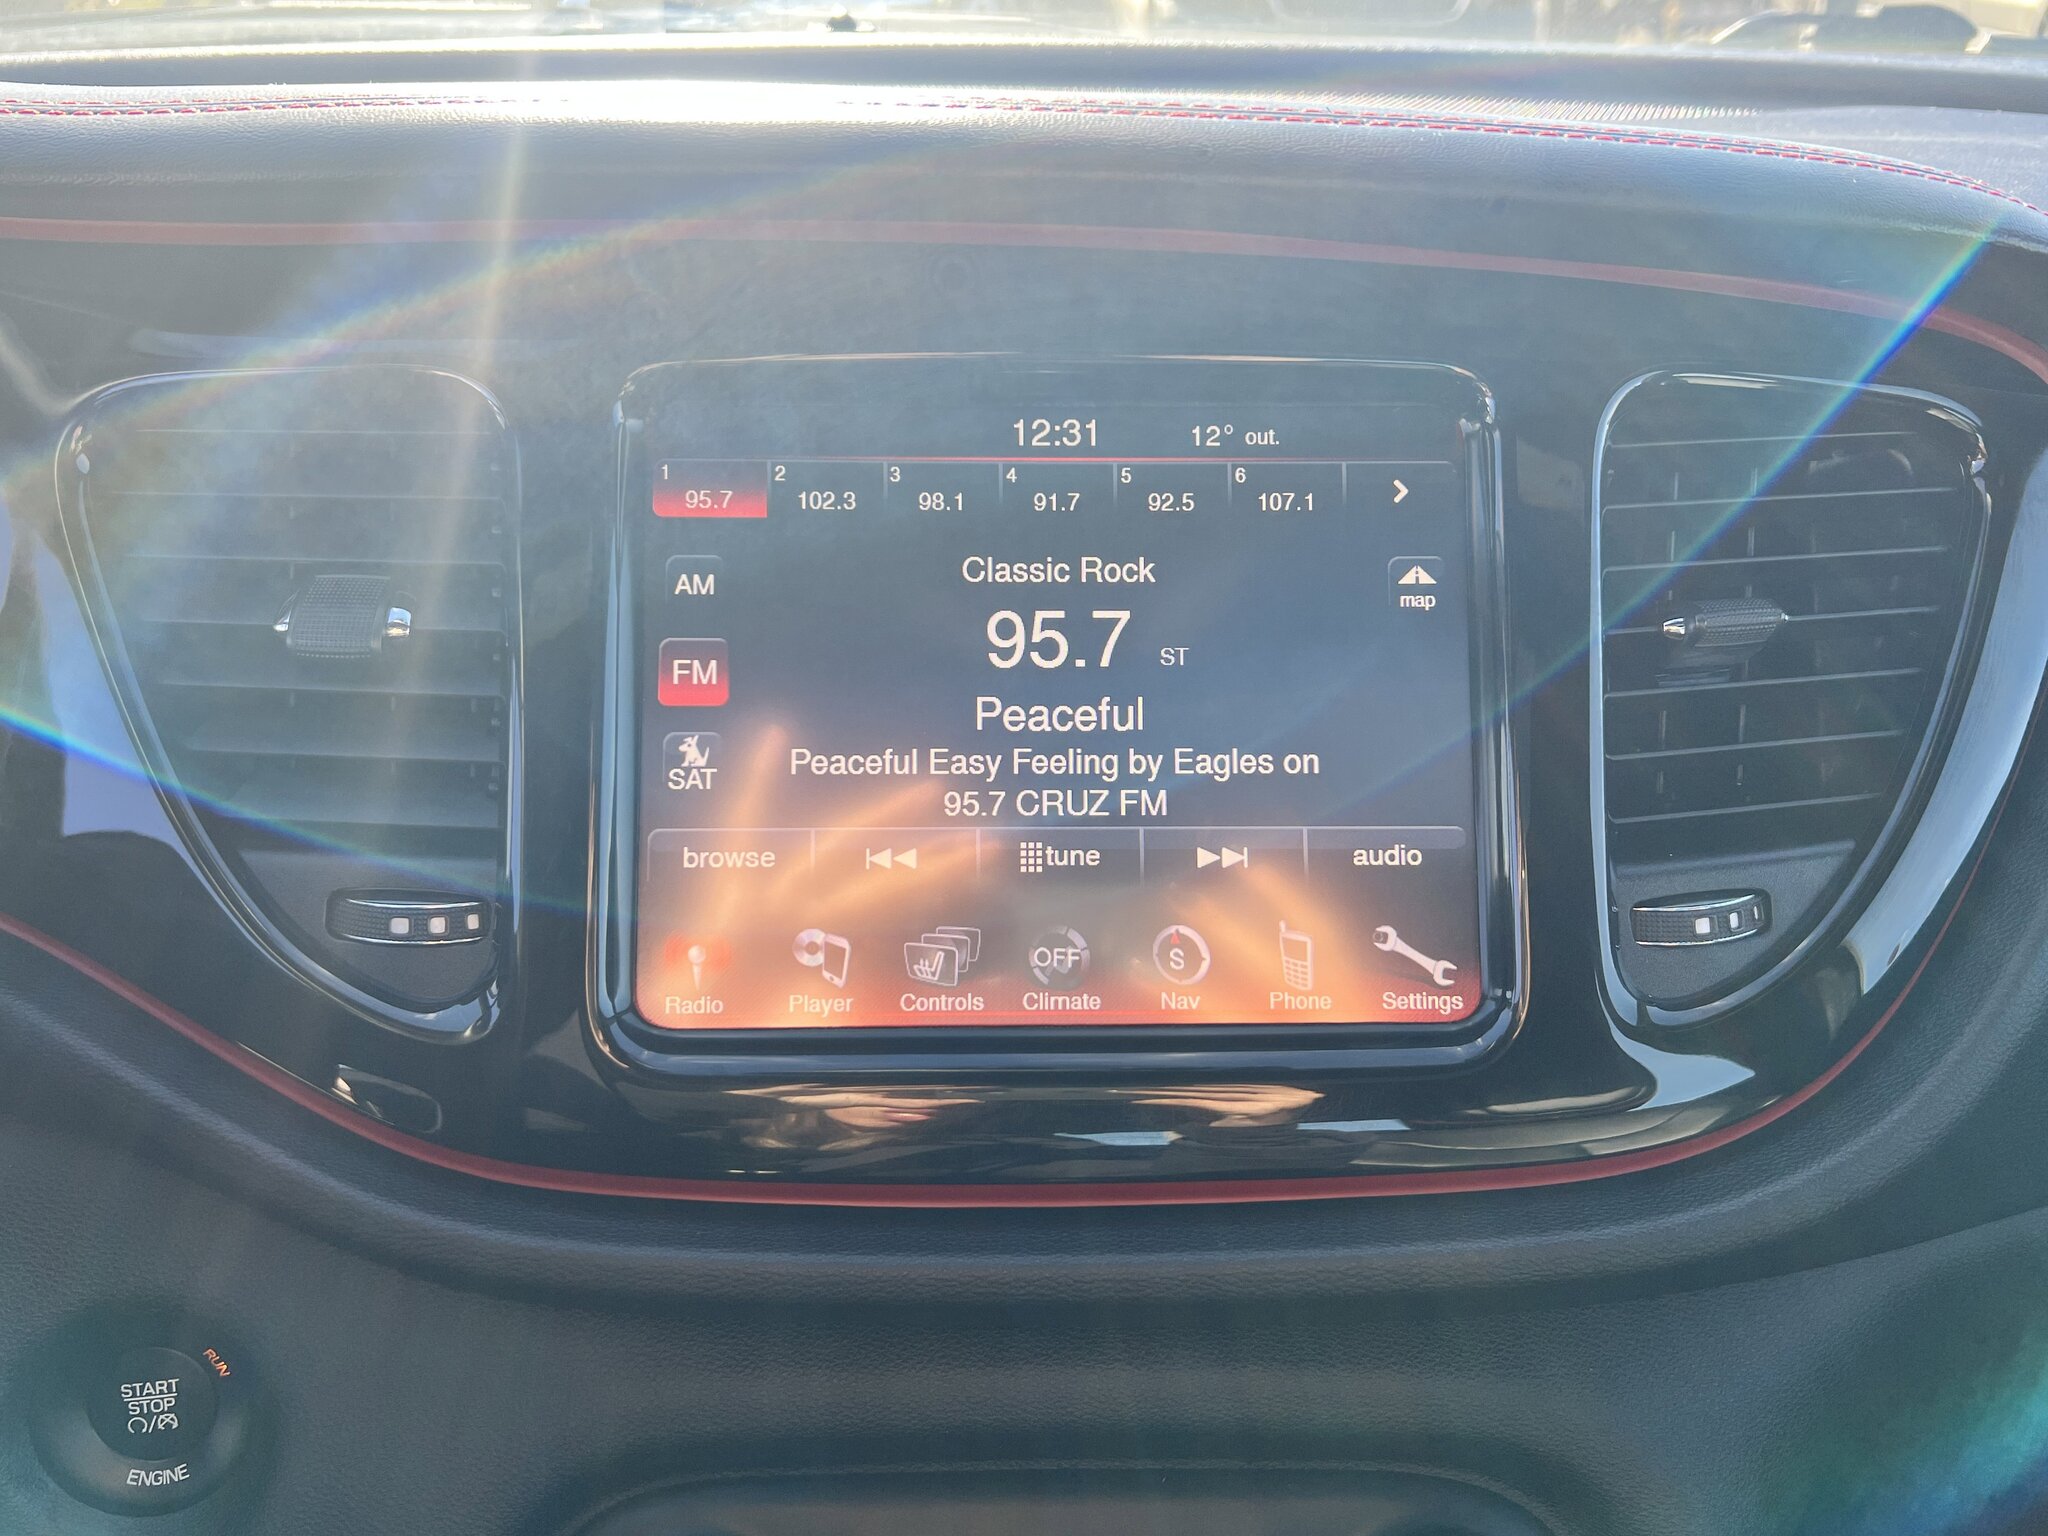 12:31 12° out.
1 2 3 4 5 6
95.7 102.3 98.1 91.7 92.5 107.1
Classic Rock
AM
map
95.7 ST
FM
Peaceful
Peaceful Easy Feeling by Eagles on
SAT
95.7 CRUZ FM
browse tune audio
OFF S
Radio Player Controls Climate Nav Phone Settings
RUN
START
STOP
ENGINE